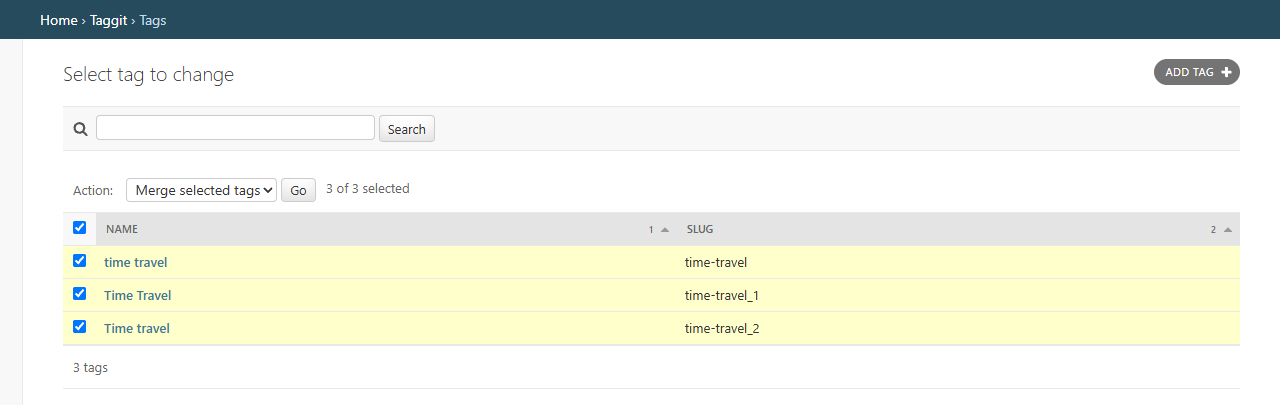 Home › Taggit › Tags
Select tag to change
ADD TAG
Search
Action: Merge selected tags Go 3 of 3 selected
NAME 1 SLUG 2
time travel time-travel
Time Travel time-travel_1
Time travel time-travel_2
3 tags